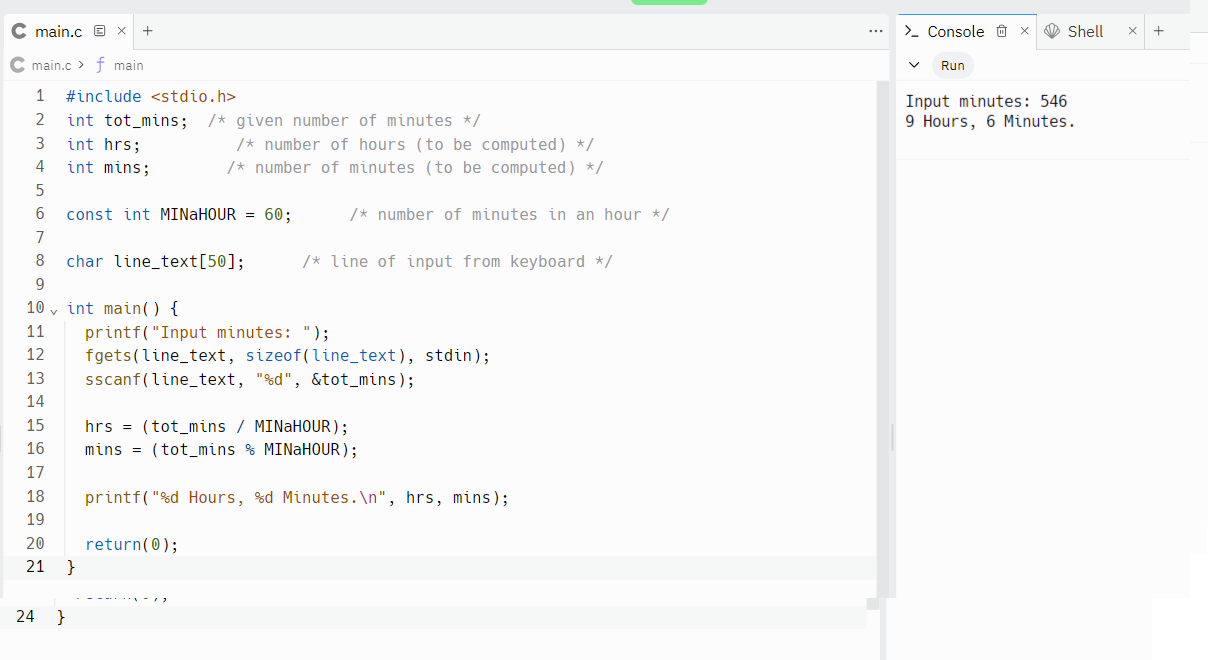 main.c
main.c > ƒ main
1 #include <stdio.h>
2 int tot_mins;  /* given number of minutes */
3 int hrs;          /* number of hours (to be computed) */
4 int mins;        /* number of minutes (to be computed) */
5
6 const int MINaHOUR = 60;      /* number of minutes in an hour */
7
8 char line_text[50];      /* line of input from keyboard */
9
10 int main() {
11   printf("Input minutes: ");
12   fgets(line_text, sizeof(line_text), stdin);
13   sscanf(line_text, "%d", &tot_mins);
14
15   hrs = (tot_mins / MINaHOUR);
16   mins = (tot_mins % MINaHOUR);
17
18   printf("%d Hours, %d Minutes.\n", hrs, mins);
19
20   return(0);
21 }
24 }
Console
Shell
Run
Input minutes: 546
9 Hours, 6 Minutes.